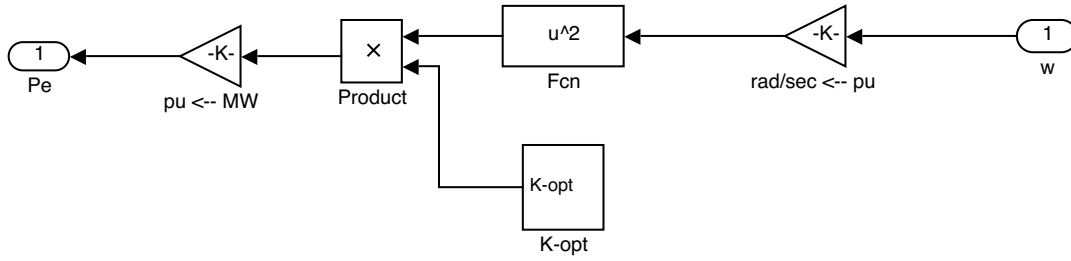 1
Pe
-K-
pu <-- MW
×
Product
u^2
Fcn
-K-
rad/sec <-- pu
1
w
K-opt
K-opt